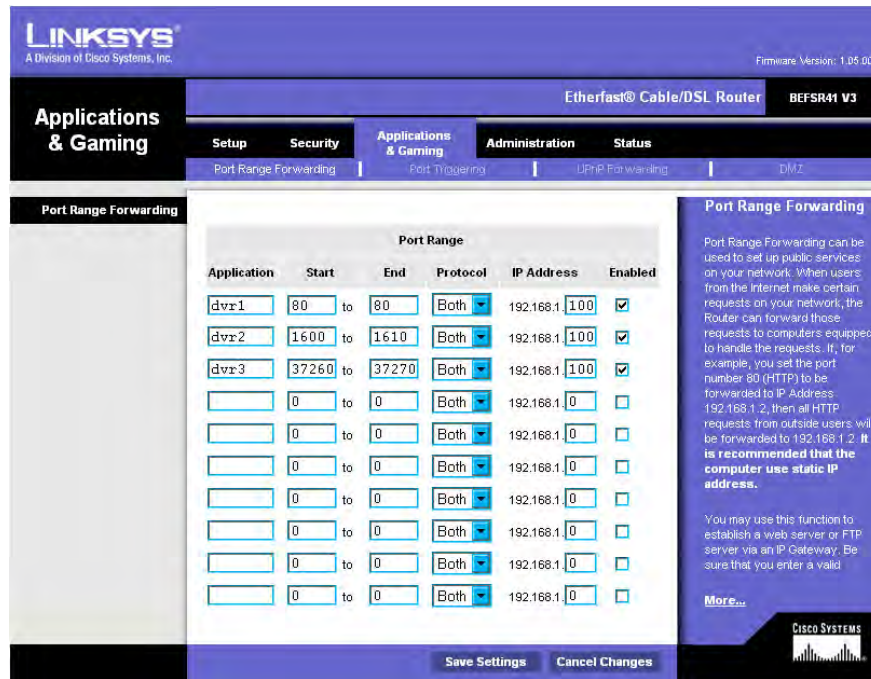 LINKSYS®
A Division of Cisco Systems, Inc.
Firmware Version: 1.05.00
Etherfast® Cable/DSL Router BEFSR41 V3
Applications
& Gaming
Setup Security Applications & Gaming Administration Status
Port Range Forwarding Port Triggering UPnP Forwarding DMZ
Port Range Forwarding
Port Range
Application Start End Protocol IP Address Enabled
dvr1 80 to 80 Both 192.168.1. 100
dvr2 1600 to 1610 Both 192.168.1. 100
dvr3 37260 to 37270 Both 192.168.1. 100
0 to 0 Both 192.168.1. 0
0 to 0 Both 192.168.1. 0
0 to 0 Both 192.168.1. 0
0 to 0 Both 192.168.1. 0
0 to 0 Both 192.168.1. 0
0 to 0 Both 192.168.1. 0
0 to 0 Both 192.168.1. 0
Save Settings Cancel Changes
Port Range Forwarding
Port Range Forwarding can be
used to set up public services
on your network. When users
from the Internet make certain
requests on your network, the
Router can forward those
requests to computers equipped
to handle the requests. If, for
example, you set the port
number 80 (HTTP) to be
forwarded to IP Address
192.168.1.2, then all HTTP
requests from outside users wil
be forwarded to 192.168.1.2. It
is recommended that the
computer use static IP
address.
You may use this function to
establish a web server or FTP
server via an IP Gateway. Be
sure that you enter a valid
More...
CISCO SYSTEMS